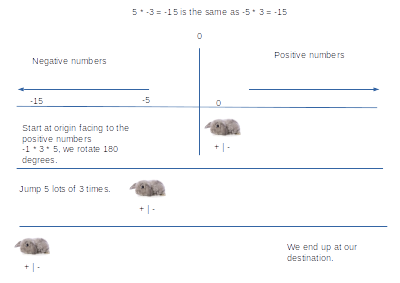 5 * -3 = -15 is the same as -5 * 3 = -15
0
Negative numbers
Positive numbers
-15
-5
0
Start at origin facing to the
positive numbers
-1 * 3 * 5, we rotate 180
degrees.
+ | -
Jump 5 lots of 3 times.
+ | -
+ | -
We end up at our
destination.